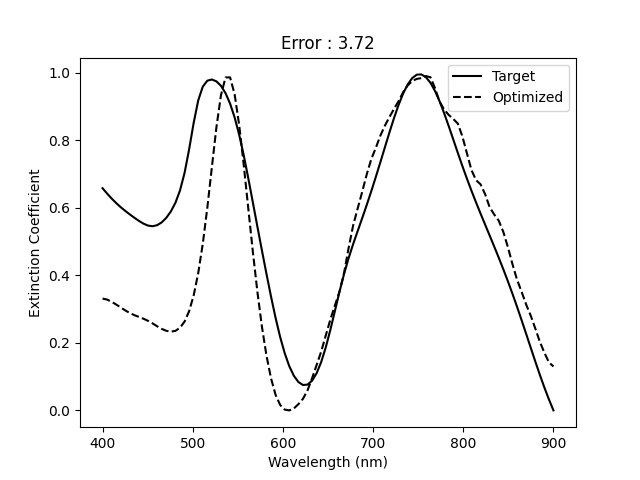 Error : 3.72
Target
Optimized
Extinction Coefficient
1.0
0.8
0.6
0.4
0.2
0.0
400 500 600 700 800 900
Wavelength (nm)